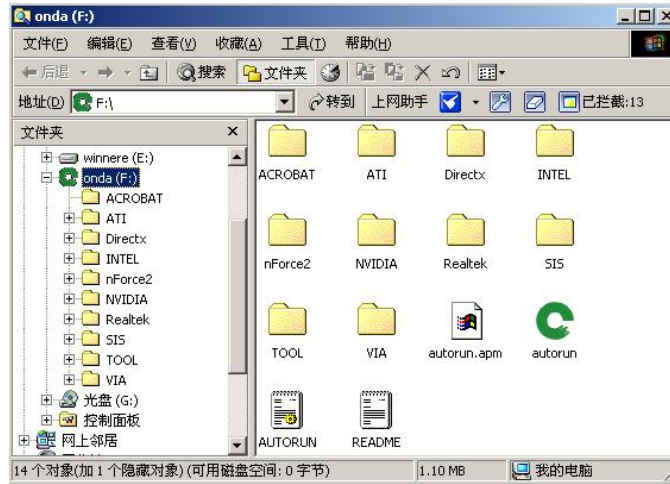 onda (F:)
文件(F) 编辑(E) 查看(V) 收藏(A) 工具(T) 帮助(H)
后退 搜索 文件夹
地址(D) F:\ 转到 上网助手 已拦截:13
文件夹
winnere (E:)
onda (F:)
ACROBAT
ATI
Directx
INTEL
nForce2
NVIDIA
Realtek
SIS
TOOL
VIA
光盘 (G:)
控制面板
网上邻居
ACROBAT ATI Directx INTEL
nForce2 NVIDIA Realtek SIS
TOOL VIA autorun.apm autorun
AUTORUN README
14 个对象(加 1 个隐藏对象) (可用磁盘空间: 0 字节) 1.10 MB 我的电脑